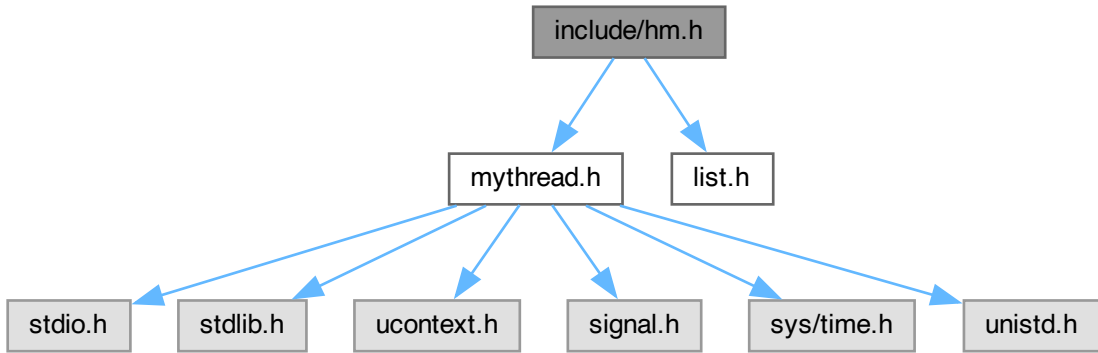 include/hm.h
mythread.h
list.h
stdio.h
stdlib.h
ucontext.h
signal.h
sys/time.h
unistd.h